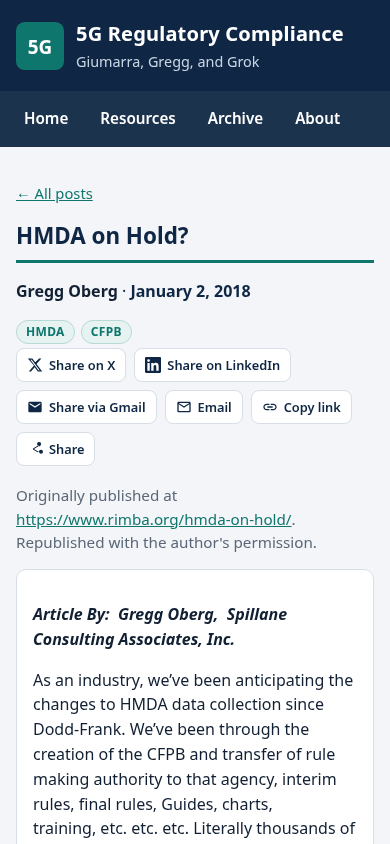 5G
5G Regulatory Compliance
Giumarra, Gregg, and Grok
Home Resources Archive About
← All posts
HMDA on Hold?
Gregg Oberg · January 2, 2018
HMDA CFPB
Share on X Share on LinkedIn
Share via Gmail Email Copy link
Share
Originally published at
https://www.rimba.org/hmda-on-hold/.
Republished with the author's permission.
Article By:  Gregg Oberg,  Spillane
Consulting Associates, Inc.
As an industry, we’ve been anticipating the
changes to HMDA data collection since
Dodd-Frank. We’ve been through the
creation of the CFPB and transfer of rule
making authority to that agency, interim
rules, final rules, Guides, charts,
training, etc. etc. etc. Literally thousands of